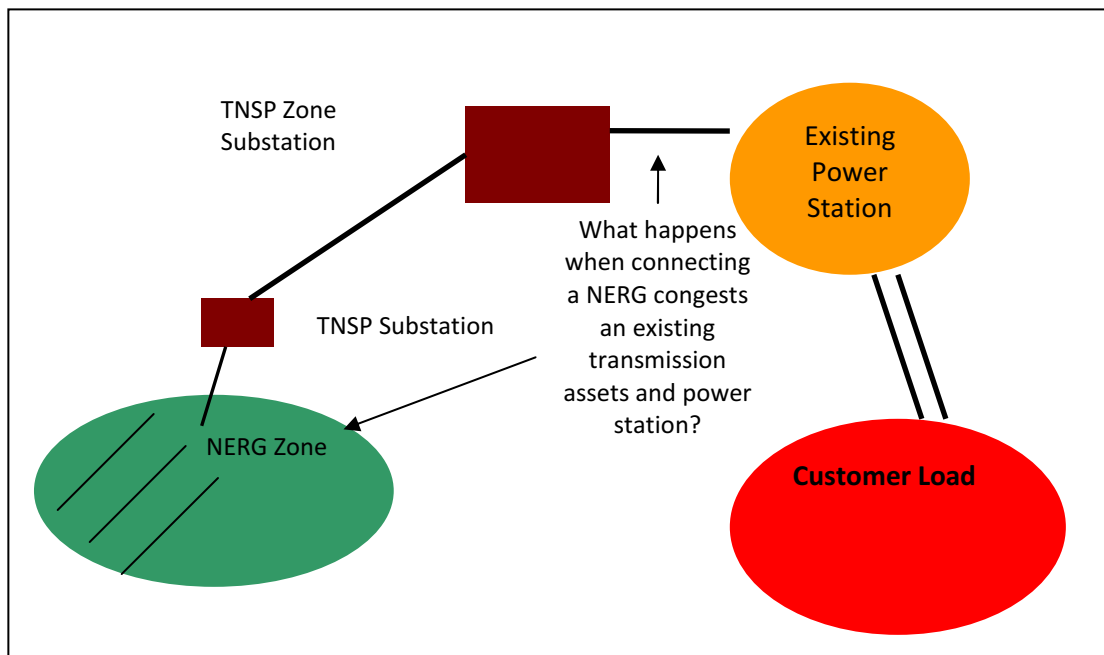 TNSP Zone
Substation
Existing
Power
Station
What happens
when connecting
a NERG congests
an existing
transmission
assets and power
station?
TNSP Substation
NERG Zone
Customer Load